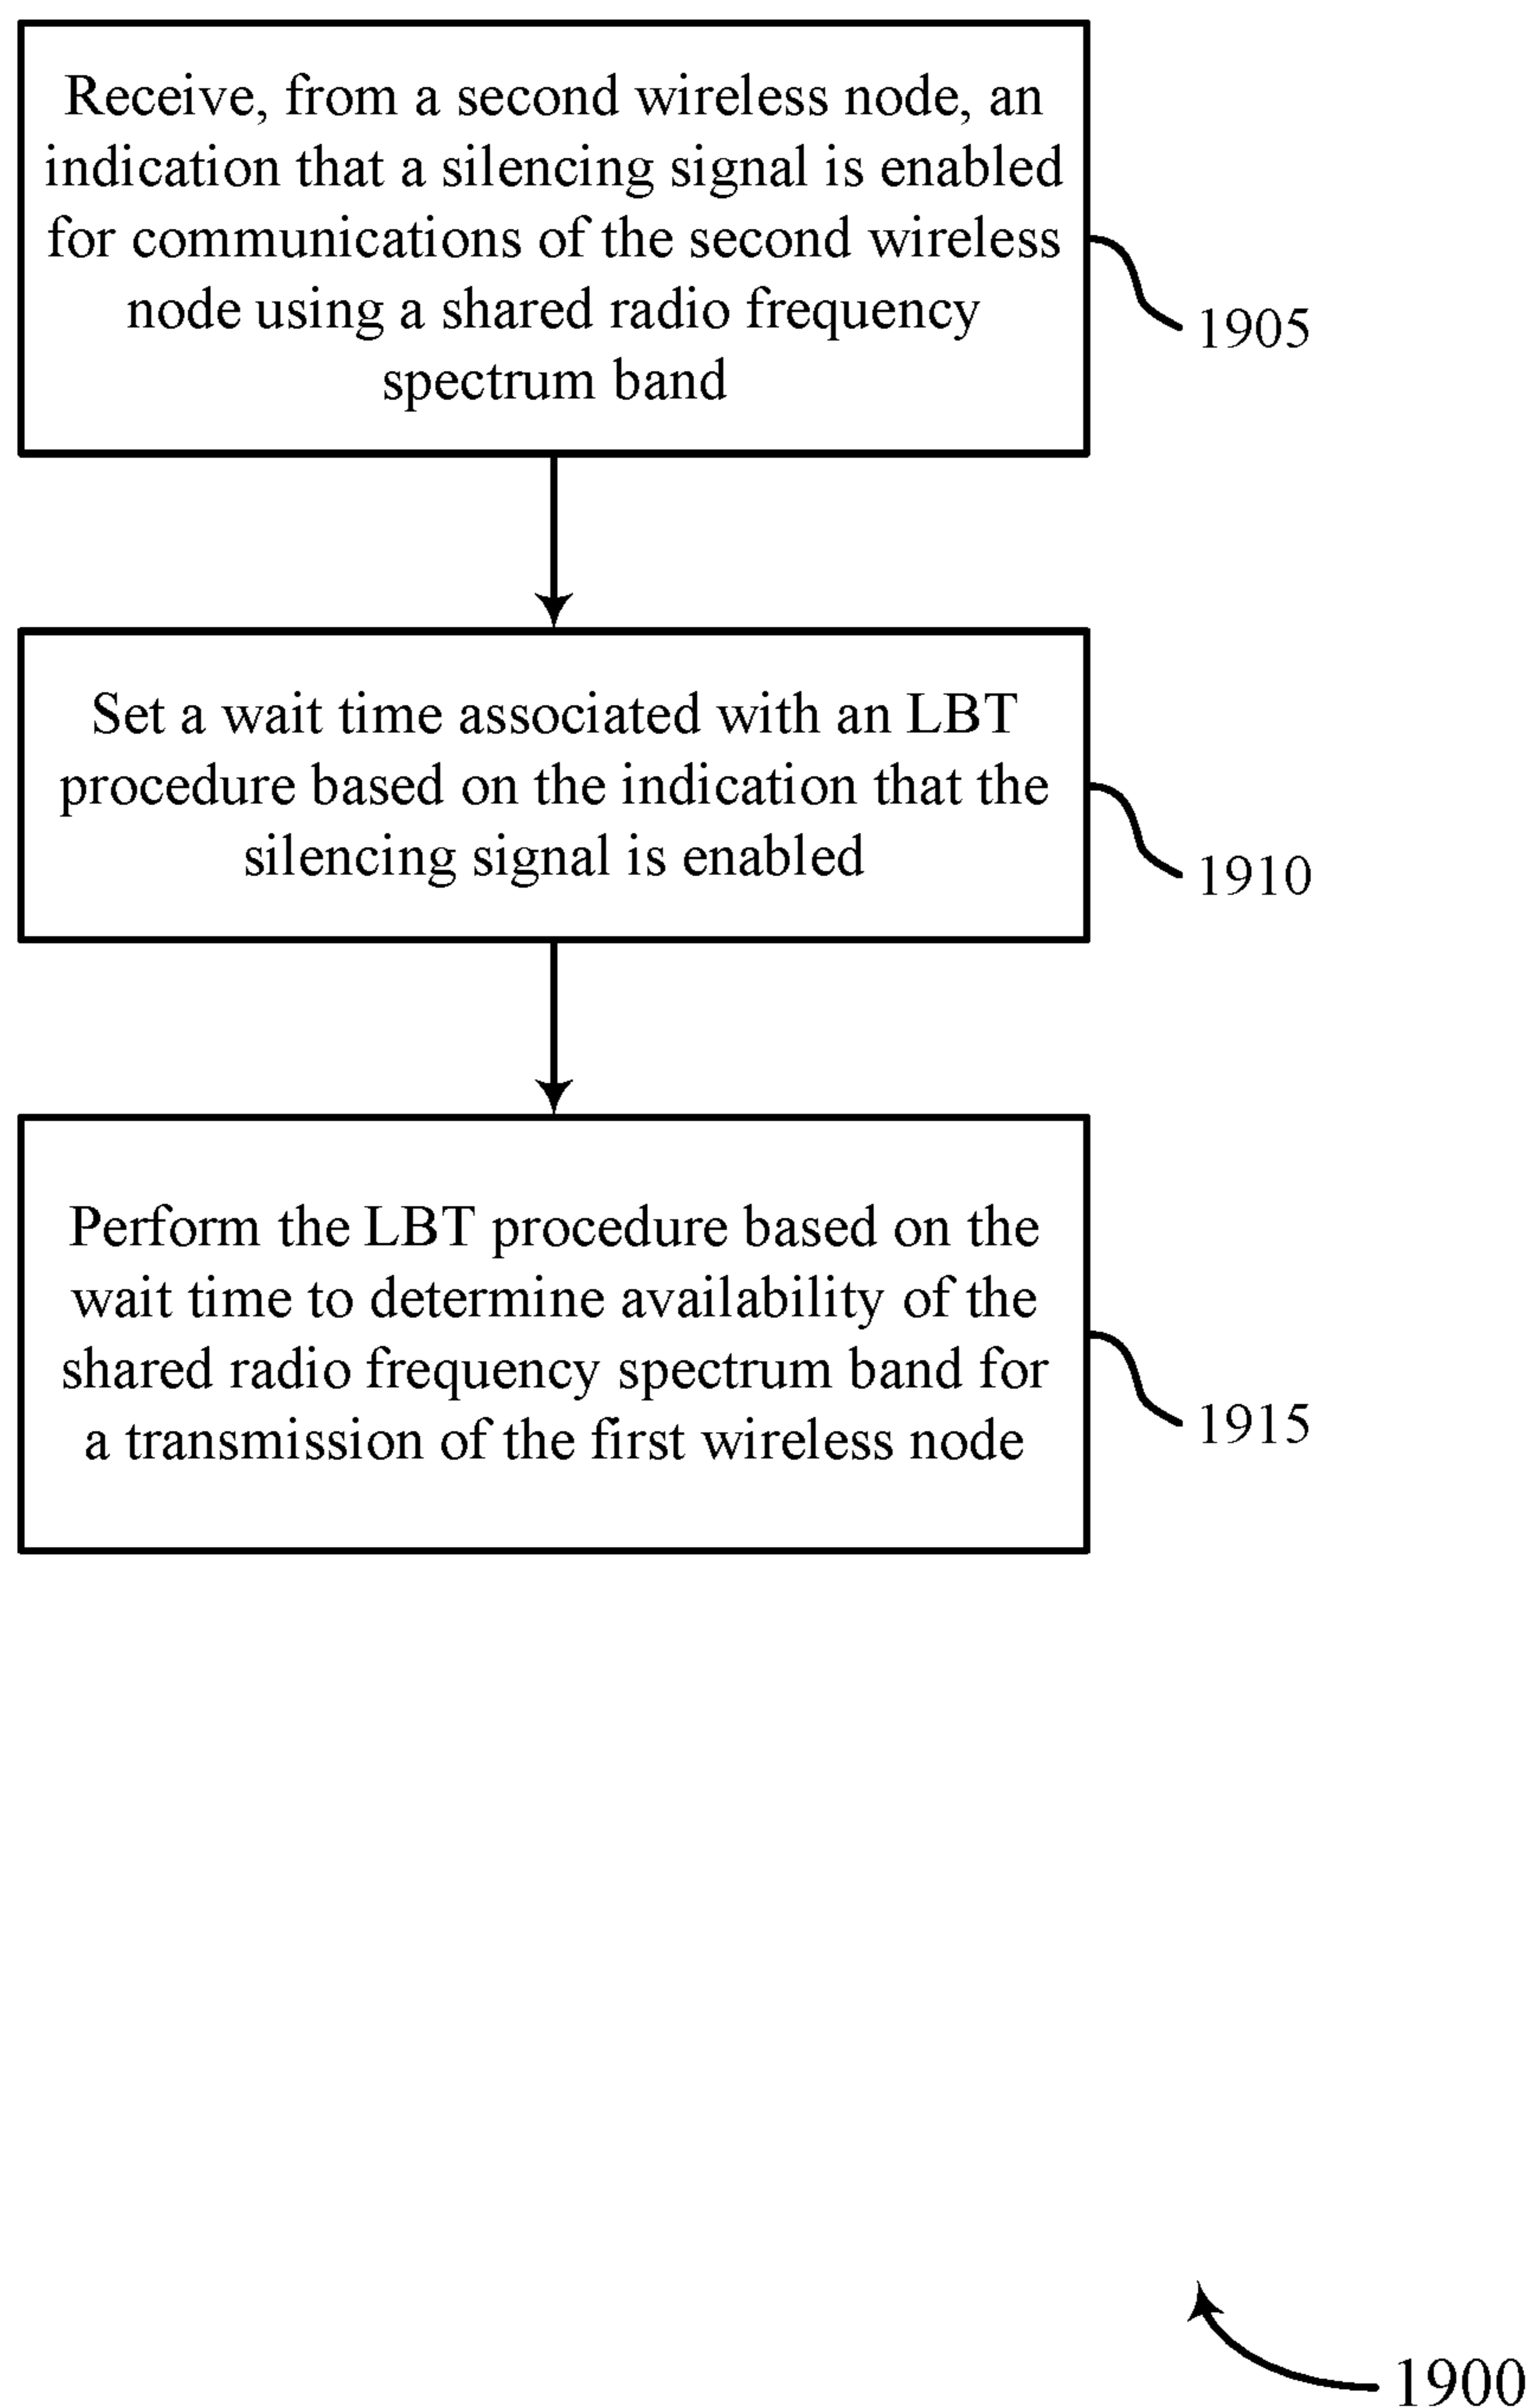 Receive, from a second wireless node, an
indication that a silencing signal is enabled
for communications of the second wireless
node using a shared radio frequency
spectrum band
1905
Set a wait time associated with an LBT
procedure based on the indication that the
silencing signal is enabled
1910
Perform the LBT procedure based on the
wait time to determine availability of the
shared radio frequency spectrum band for
a transmission of the first wireless node
1915
1900